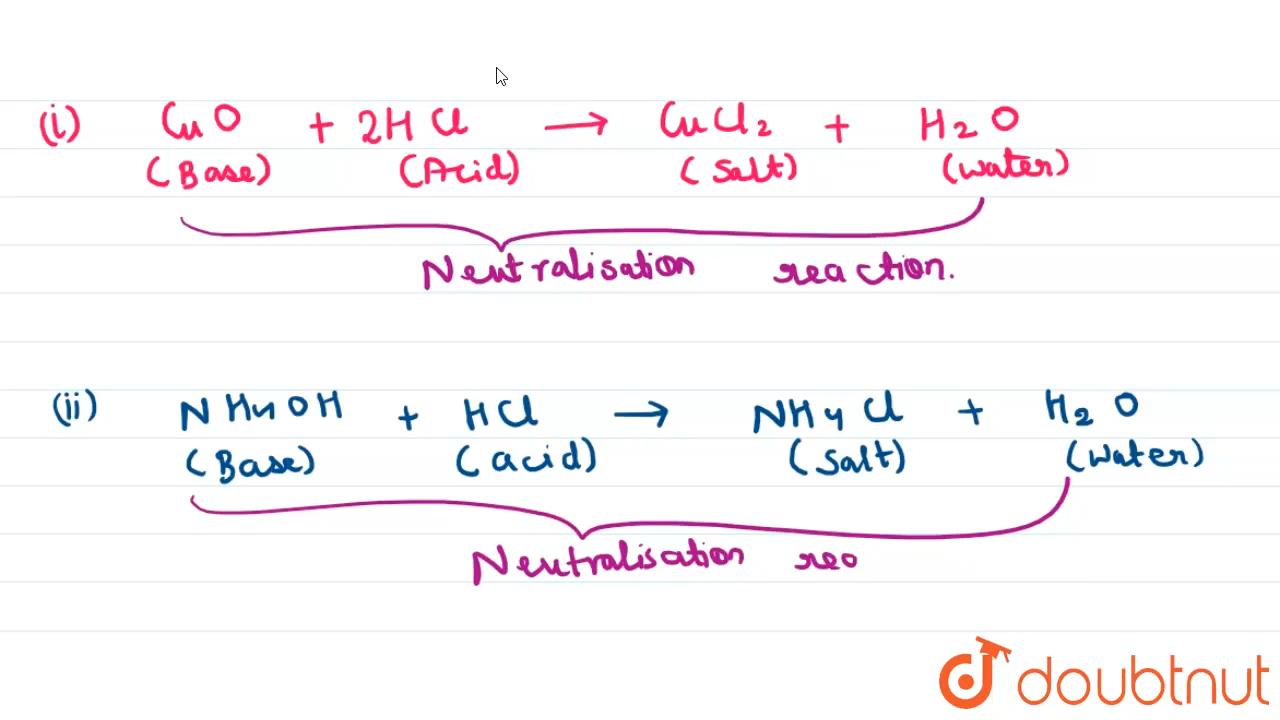 (i) CuO + 2HCl → CuCl2 + H2O
(Base) (Acid) (Salt) (Water)
Neutralisation reaction.
(ii) NH4OH + HCl → NH4Cl + H2O
(Base) (acid) (Salt) (Water)
Neutralisation reo
doubtnut